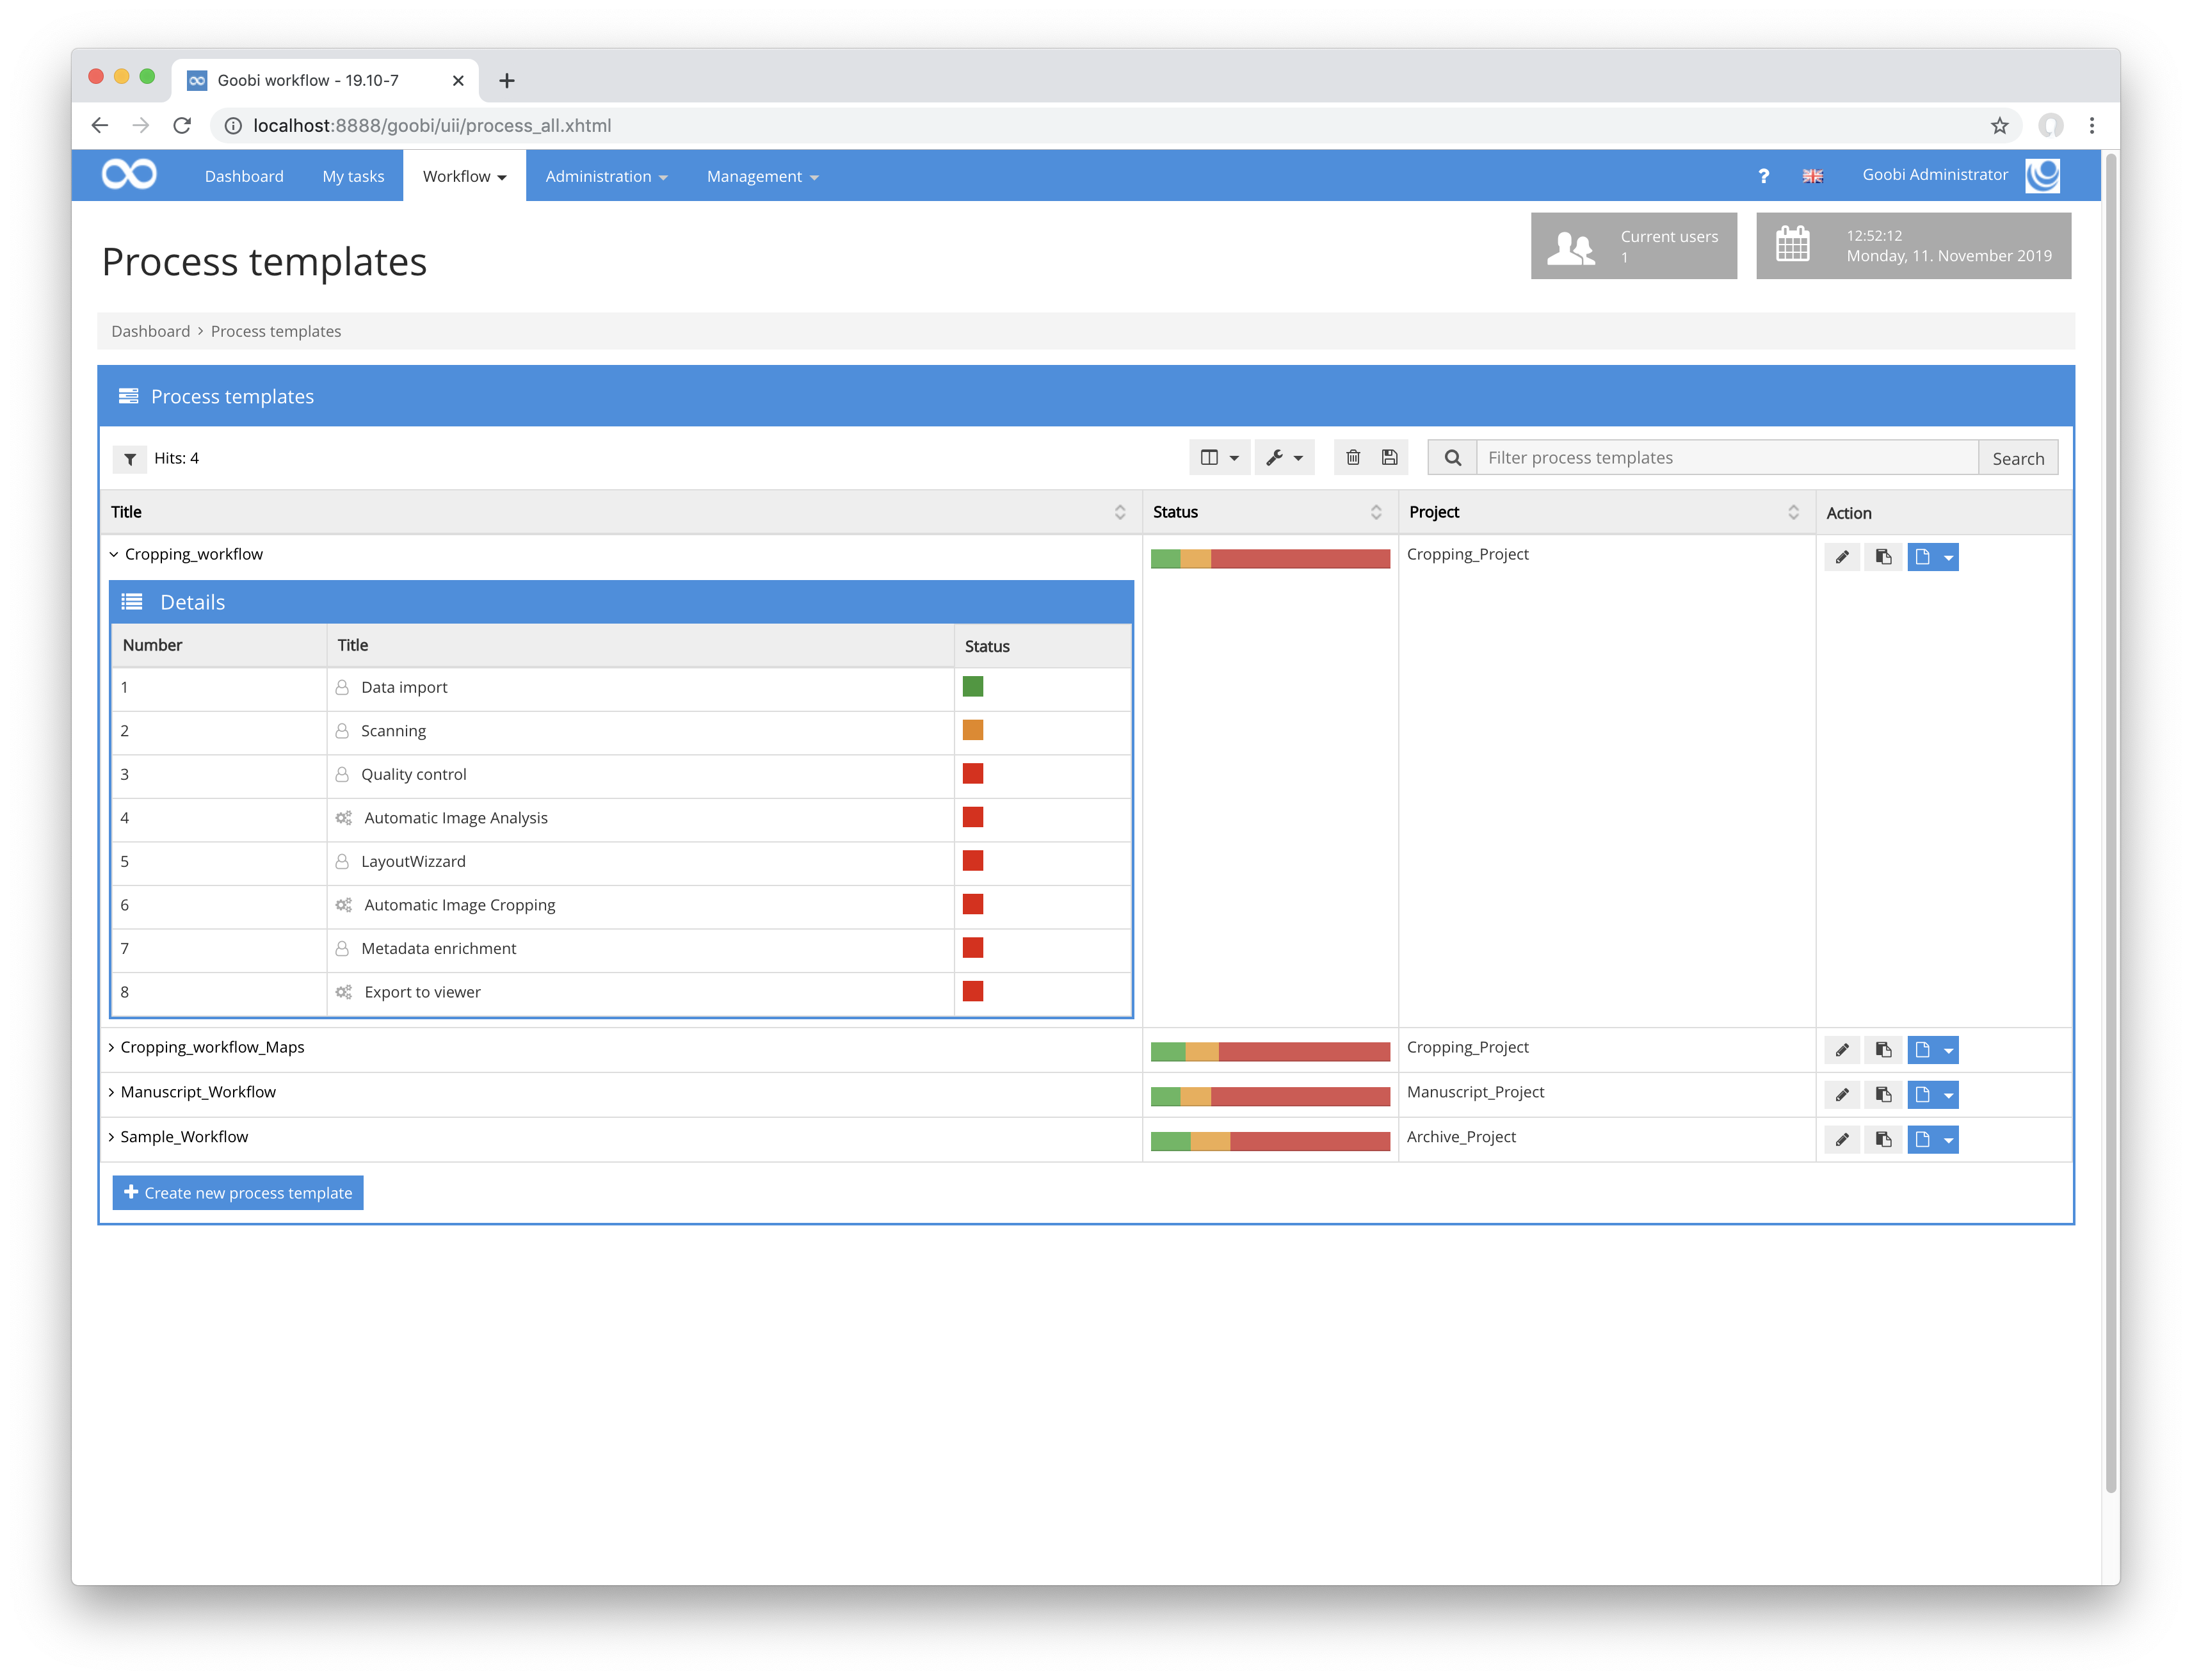 Goobi workflow - 19.10-7
localhost:8888/goobi/uii/process_all.xhtml
Dashboard My tasks Workflow Administration Management ? Goobi Administrator
Process templates
Current users
1
12:52:12
Monday, 11. November 2019
Dashboard > Process templates
Process templates
Hits: 4 Filter process templates Search
Title Status Project Action
Cropping_workflow Cropping_Project
Details
Number Title Status
1 Data import
2 Scanning
3 Quality control
4 Automatic Image Analysis
5 LayoutWizzard
6 Automatic Image Cropping
7 Metadata enrichment
8 Export to viewer
Cropping_workflow_Maps Cropping_Project
Manuscript_Workflow Manuscript_Project
Sample_Workflow Archive_Project
Create new process template